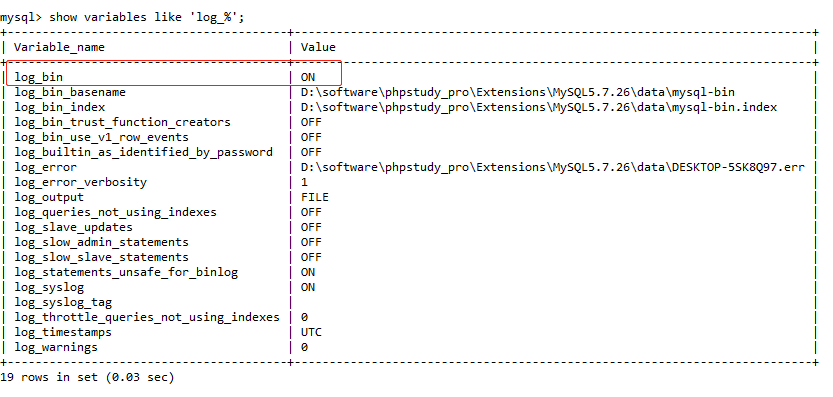 mysql> show variables like 'log_%';
+----------------------------------------+--------------------------------------------------------------------------+
| Variable_name | Value |
+----------------------------------------+--------------------------------------------------------------------------+
| log_bin | ON |
| log_bin_basename | D:\software\phpstudy_pro\Extensions\MySQL5.7.26\data\mysql-bin |
| log_bin_index | D:\software\phpstudy_pro\Extensions\MySQL5.7.26\data\mysql-bin.index |
| log_bin_trust_function_creators | OFF |
| log_bin_use_v1_row_events | OFF |
| log_builtin_as_identified_by_password | OFF |
| log_error | D:\software\phpstudy_pro\Extensions\MySQL5.7.26\data\DESKTOP-5SK8Q97.err |
| log_error_verbosity | 1 |
| log_output | FILE |
| log_queries_not_using_indexes | OFF |
| log_slave_updates | OFF |
| log_slow_admin_statements | OFF |
| log_slow_slave_statements | OFF |
| log_statements_unsafe_for_binlog | ON |
| log_syslog | ON |
| log_syslog_tag | |
| log_throttle_queries_not_using_indexes | 0 |
| log_timestamps | UTC |
| log_warnings | 0 |
+----------------------------------------+--------------------------------------------------------------------------+
19 rows in set (0.03 sec)